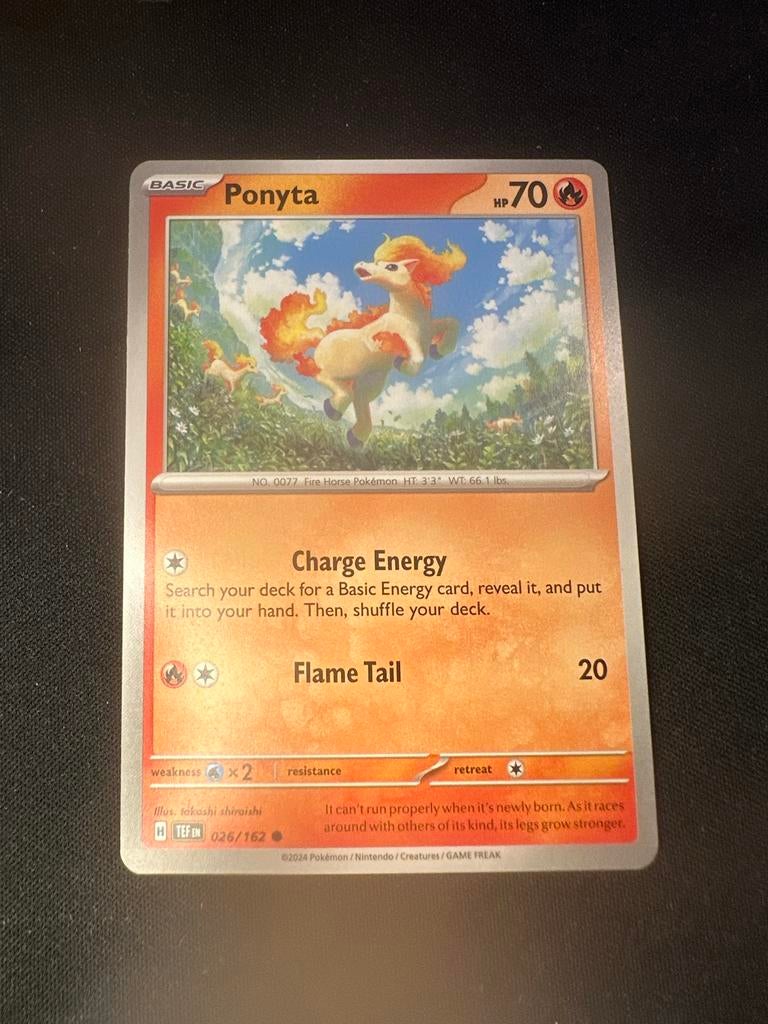 BASIC Ponyta HP 70
NO. 0077 Fire Horse Pokémon HT: 3'3" WT: 66.1 lbs.
Charge Energy
Search your deck for a Basic Energy card, reveal it, and put
it into your hand. Then, shuffle your deck.
Flame Tail 20
weakness ×2 resistance retreat
Illus. takashi shiraishi
It can't run properly when it's newly born. As it races
around with others of its kind, its legs grow stronger.
H TEF EN 026/162
©2024 Pokémon / Nintendo / Creatures / GAME FREAK